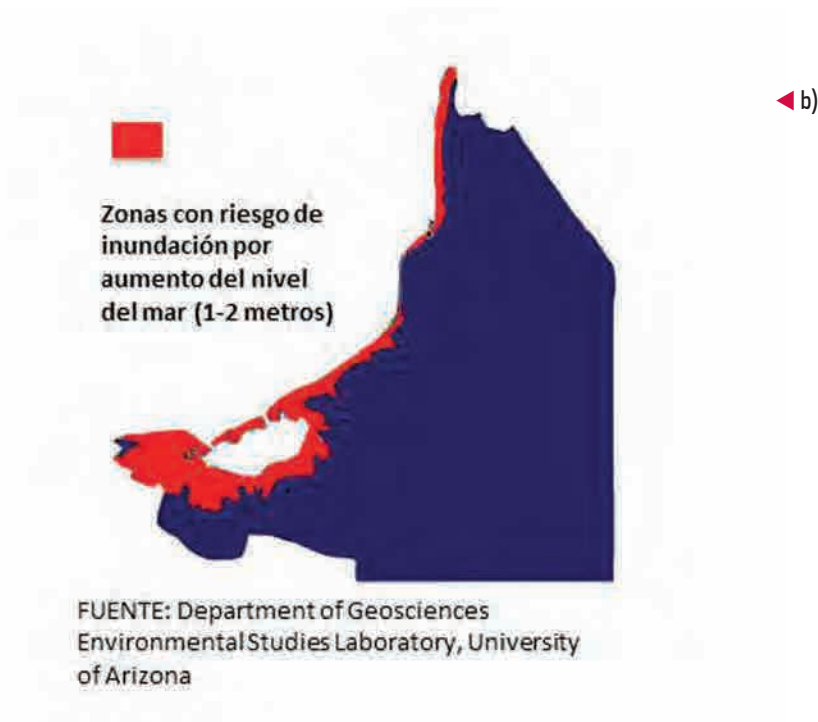 b)
Zonas con riesgo de
inundación por
aumento del nivel
del mar (1-2 metros)
FUENTE: Department of Geosciences
Environmental Studies Laboratory, University
of Arizona